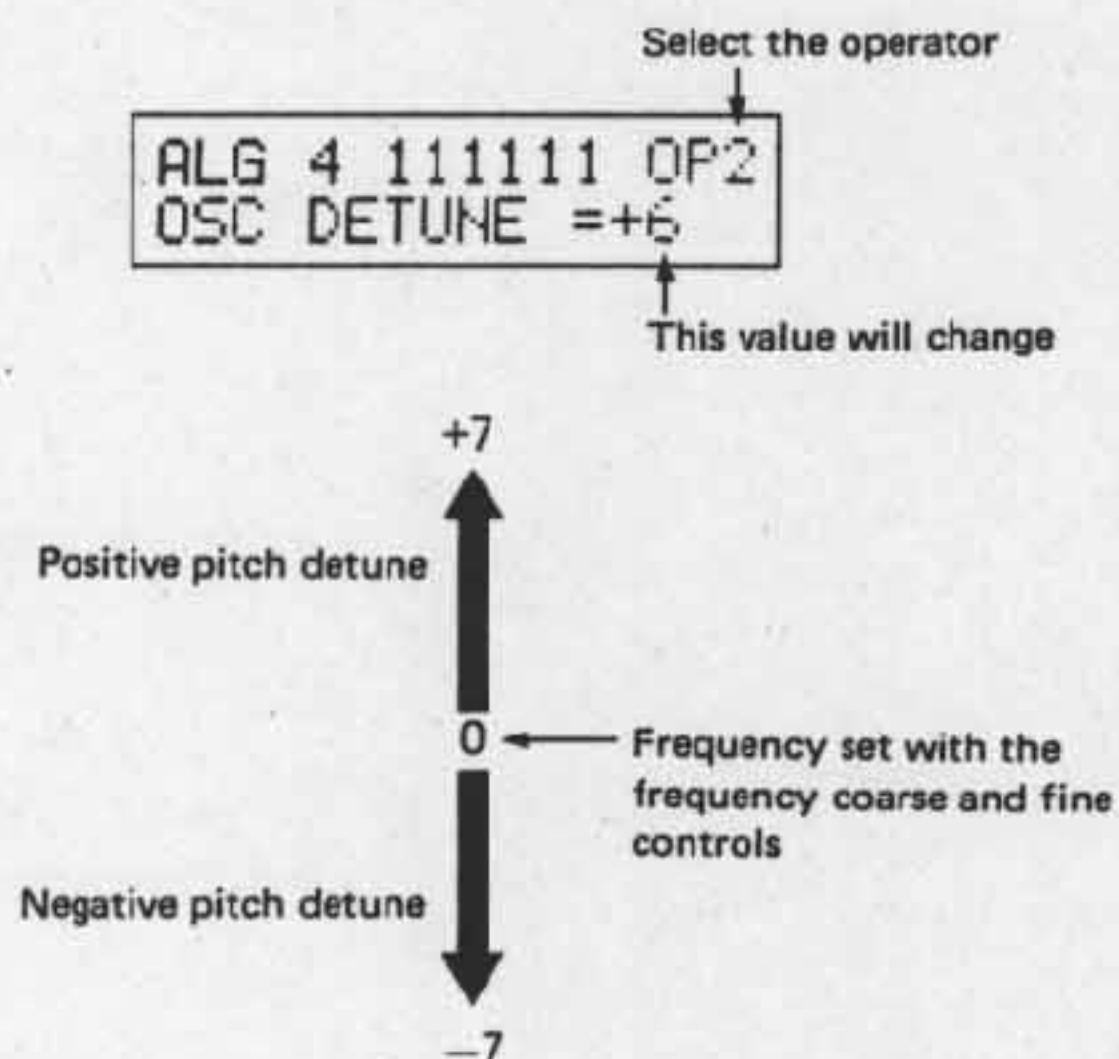 Select the operator
ALG 4 111111 OP2
OSC DETUNE =+6
This value will change
+7
Positive pitch detune
0
Frequency set with the
frequency coarse and fine
controls
Negative pitch detune
−7